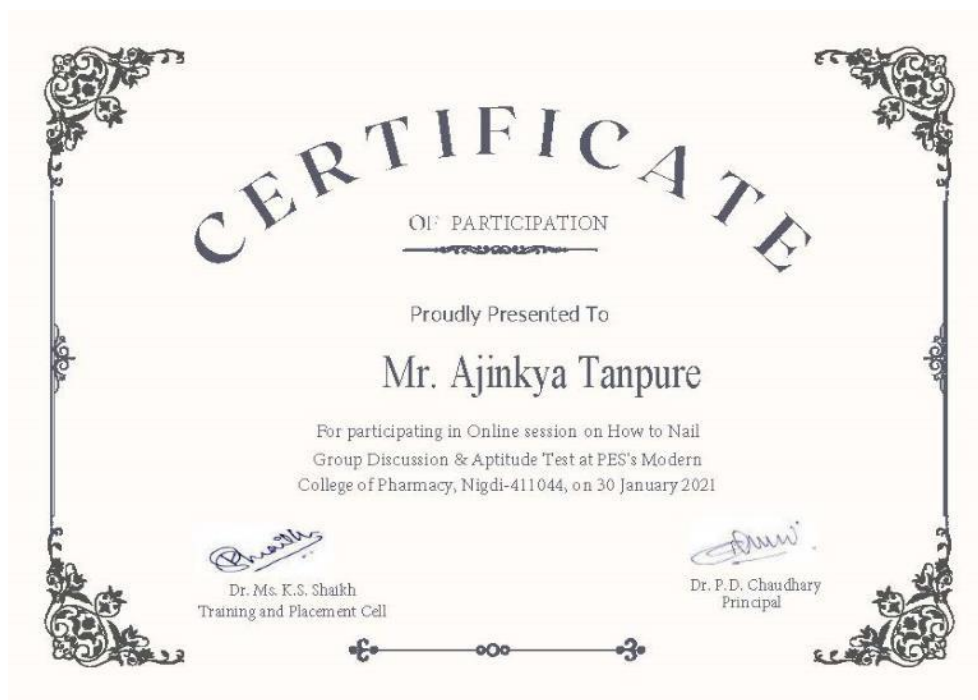 CERTIFICATE
OF PARTICIPATION
Proudly Presented To
Mr. Ajinkya Tanpure
For participating in Online session on How to Nail
Group Discussion & Aptitude Test at PES's Modern
College of Pharmacy, Nigdi-411044, on 30 January 2021
Dr. Ms. K.S. Shaikh
Training and Placement Cell
Dr. P.D. Chaudhary
Principal